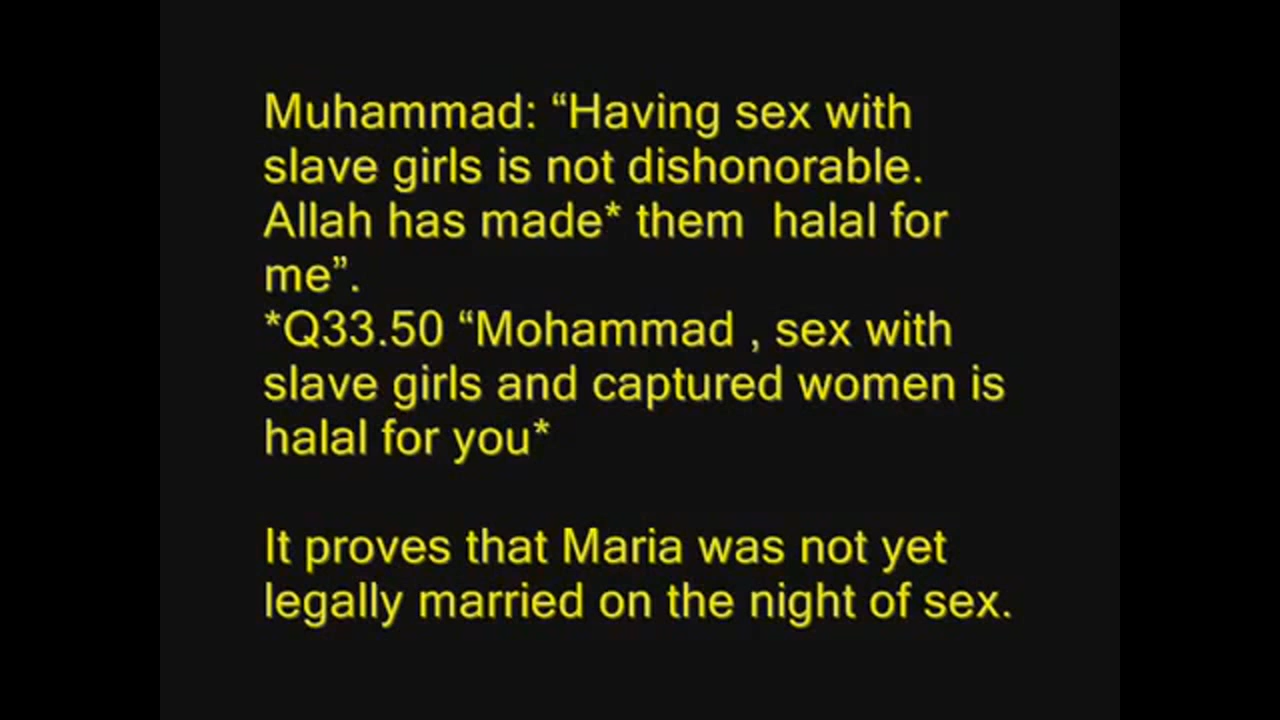 Muhammad: “Having sex with
slave girls is not dishonorable.
Allah has made* them  halal for
me”.
*Q33.50 “Mohammad , sex with
slave girls and captured women is
halal for you*
It proves that Maria was not yet
legally married on the night of sex.